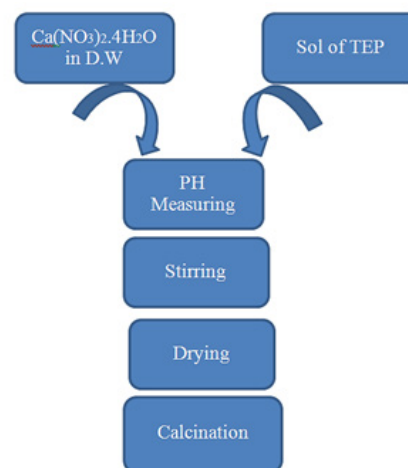 Ca(NO3)2.4H2O
in D.W
Sol of TEP
PH
Measuring
Stirring
Drying
Calcination